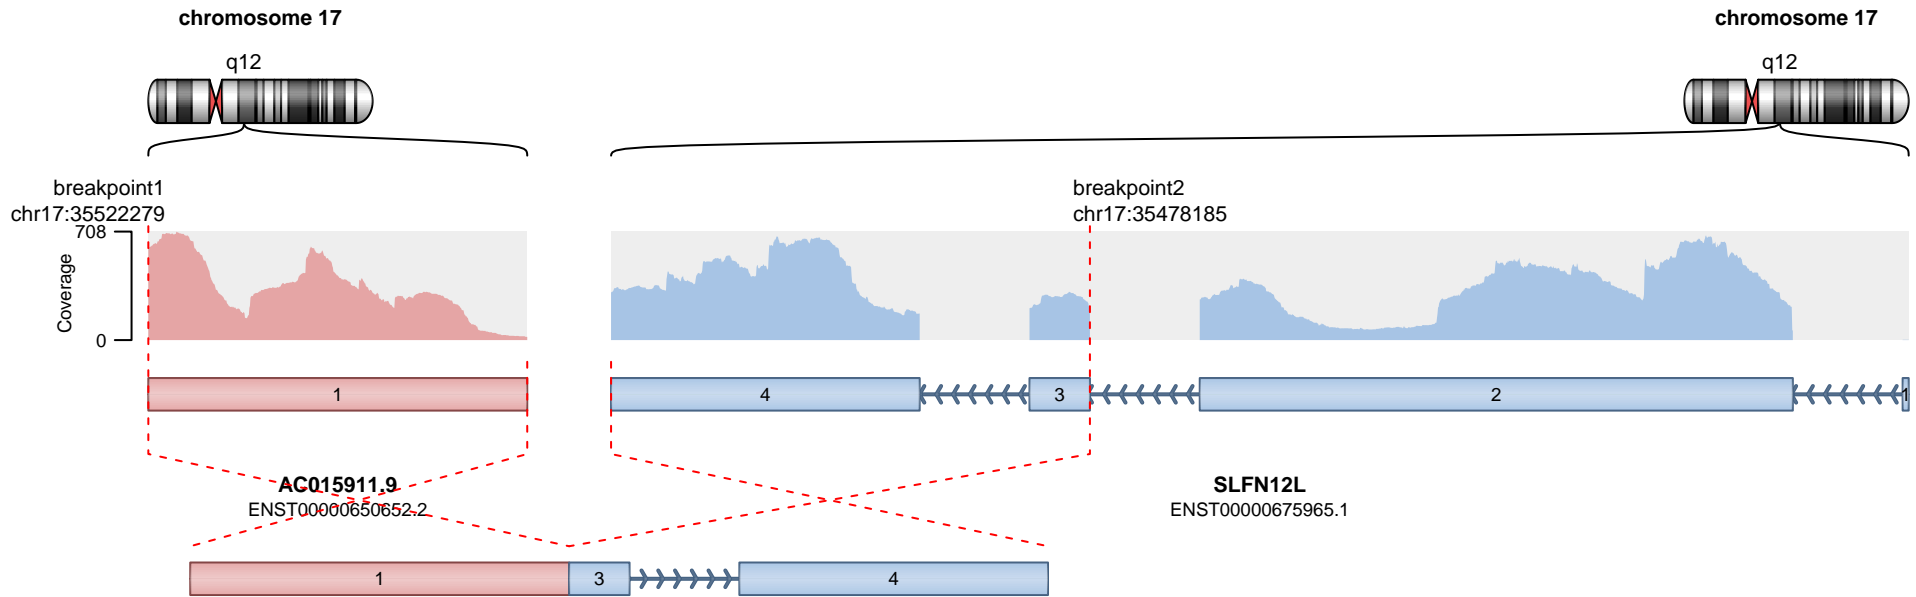 chromosome 17
chromosome 17
q12
q12
breakpoint1
chr17:35522279
breakpoint2
chr17:35478185
708
Coverage
0
1
4
3
2
1
AC015911.9
ENST00000650652.2
SLFN12L
ENST00000675965.1
1
3
4